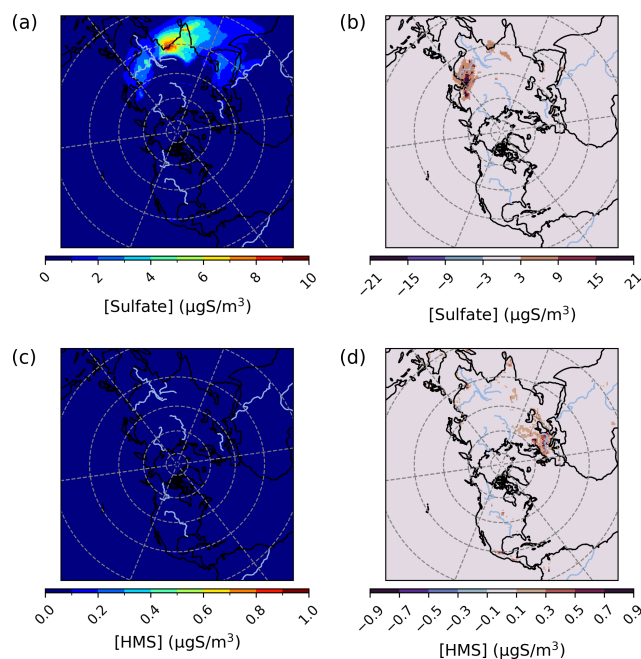 (a)
(b)
0 2 4 6 8 10
[Sulfate] (µgS/m³)
−21 −15 −9 −3 3 9 15 21
[Sulfate] (µgS/m³)
(c)
(d)
0.0 0.2 0.4 0.6 0.8 1.0
[HMS] (µgS/m³)
−0.9 −0.7 −0.5 −0.3 −0.1 0.1 0.3 0.5 0.7 0.9
[HMS] (µgS/m³)